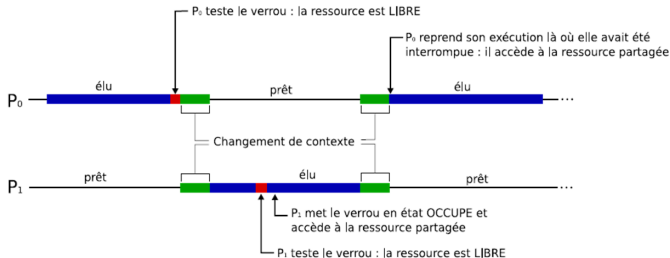 P₀ teste le verrou : la ressource est LIBRE
P₀ reprend son exécution là où elle avait été
interrompue : il accède à la ressource partagée
élu
prêt
élu
P₀
...
Changement de contexte
prêt
élu
prêt
P₁
...
P₁ met le verrou en état OCCUPE et
accède à la ressource partagée
P₁ teste le verrou : la ressource est LIBRE